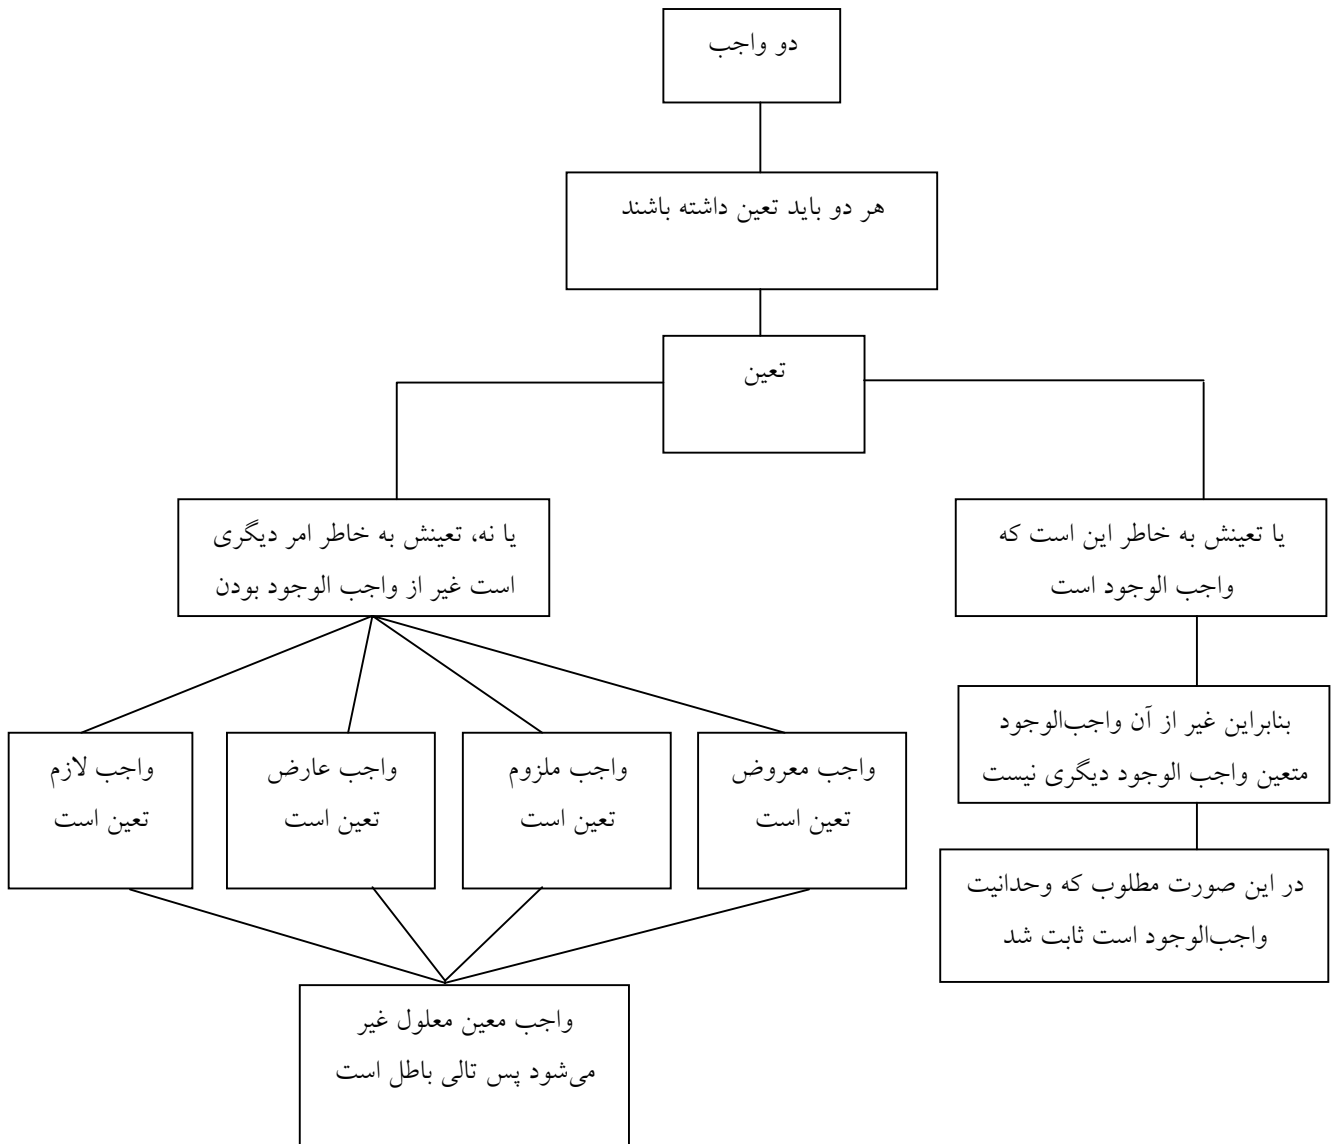 دو واجب
هر دو باید تعین داشته باشند
تعین
یا تعینش به خاطر این است که
واجب الوجود است
یا نه، تعینش به خاطر امر دیگری
است غیر از واجب الوجود بودن
بنابراین غیر از آن واجب‌الوجود
متعین واجب الوجود دیگری نیست
در این صورت مطلوب که وحدانیت
واجب‌الوجود است ثابت شد
واجب معروض
تعین است
واجب ملزوم
تعین است
واجب عارض
تعین است
واجب لازم
تعین است
واجب معین معلول غیر
می‌شود پس تالی باطل است